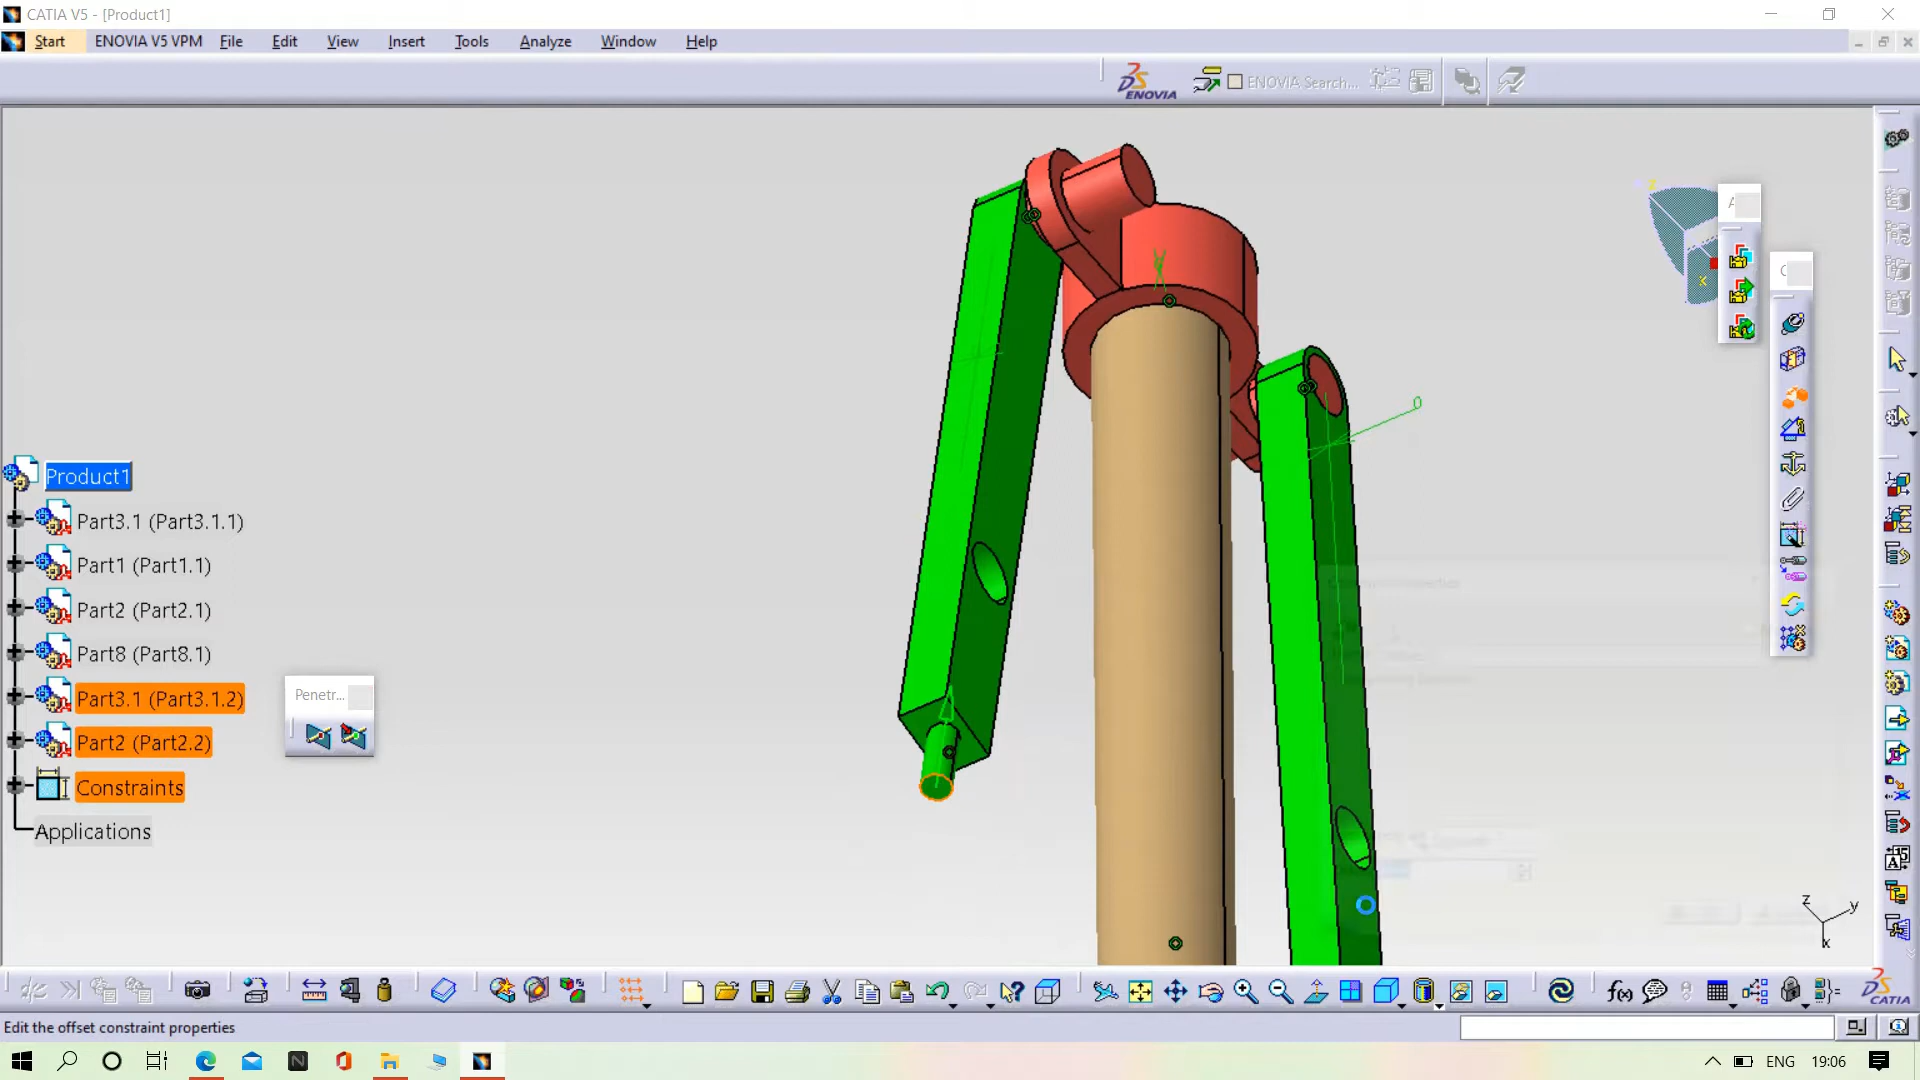 CATIA V5 - [Product1]
Start ENOVIA V5 VPM File Edit View Insert Tools Analyze Window Help
ENOVIA ENOVIA Search...
z
x
A
C
0
Product1
Part3.1 (Part3.1.1)
Part1 (Part1.1)
Part2 (Part2.1)
Part8 (Part8.1)
Part3.1 (Part3.1.2)
Part2 (Part2.2)
Constraints
Applications
Penetr...
z y
x
f(x)
CATIA
Edit the offset constraint properties
ENG 19:06